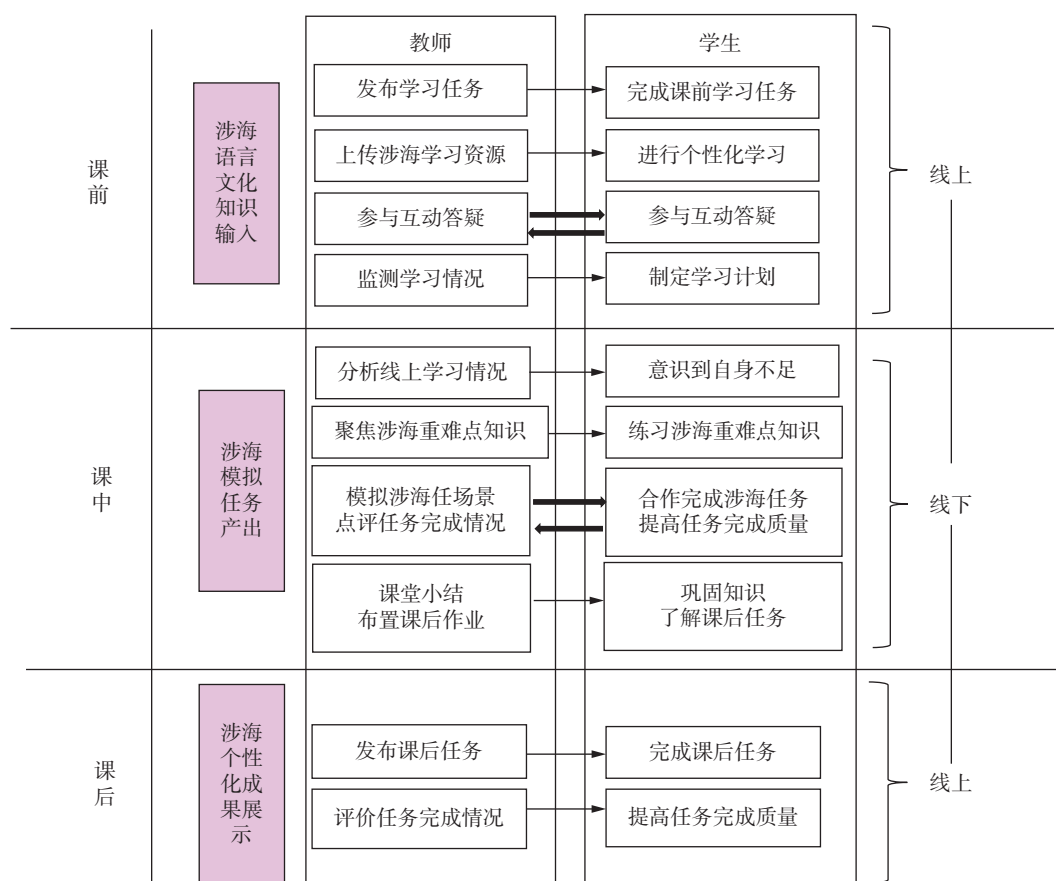 教师
学生
课
前
涉海
语言
文化
知识
输入
发布学习任务
完成课前学习任务
上传涉海学习资源
进行个性化学习
参与互动答疑
参与互动答疑
监测学习情况
制定学习计划
线上
课
中
涉海
模拟
任务
产出
分析线上学习情况
意识到自身不足
聚焦涉海重难点知识
练习涉海重难点知识
模拟涉海任场景
点评任务完成情况
合作完成涉海任务
提高任务完成质量
课堂小结
布置课后作业
巩固知识
了解课后任务
线下
课
后
涉海
个性
化成
果展
示
发布课后任务
完成课后任务
评价任务完成情况
提高任务完成质量
线上